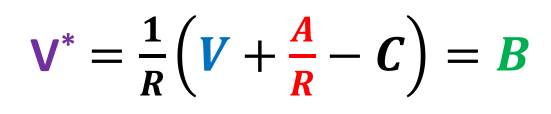 V* = 1/R (V + A/R − C) = B